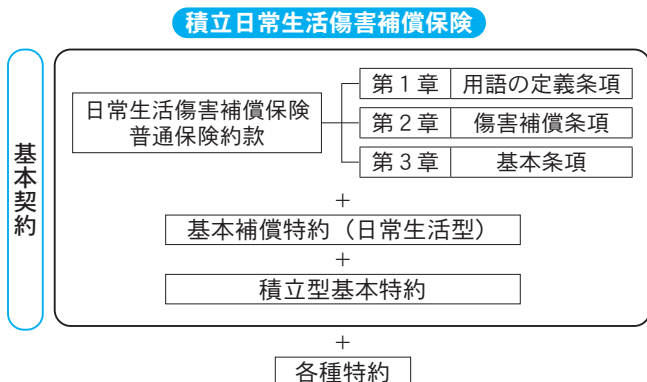 積立日常生活傷害補償保険
基本契約
日常生活傷害補償保険
普通保険約款
第1章 用語の定義条項
第2章 傷害補償条項
第3章 基本条項
+
基本補償特約（日常生活型）
+
積立型基本特約
+
各種特約